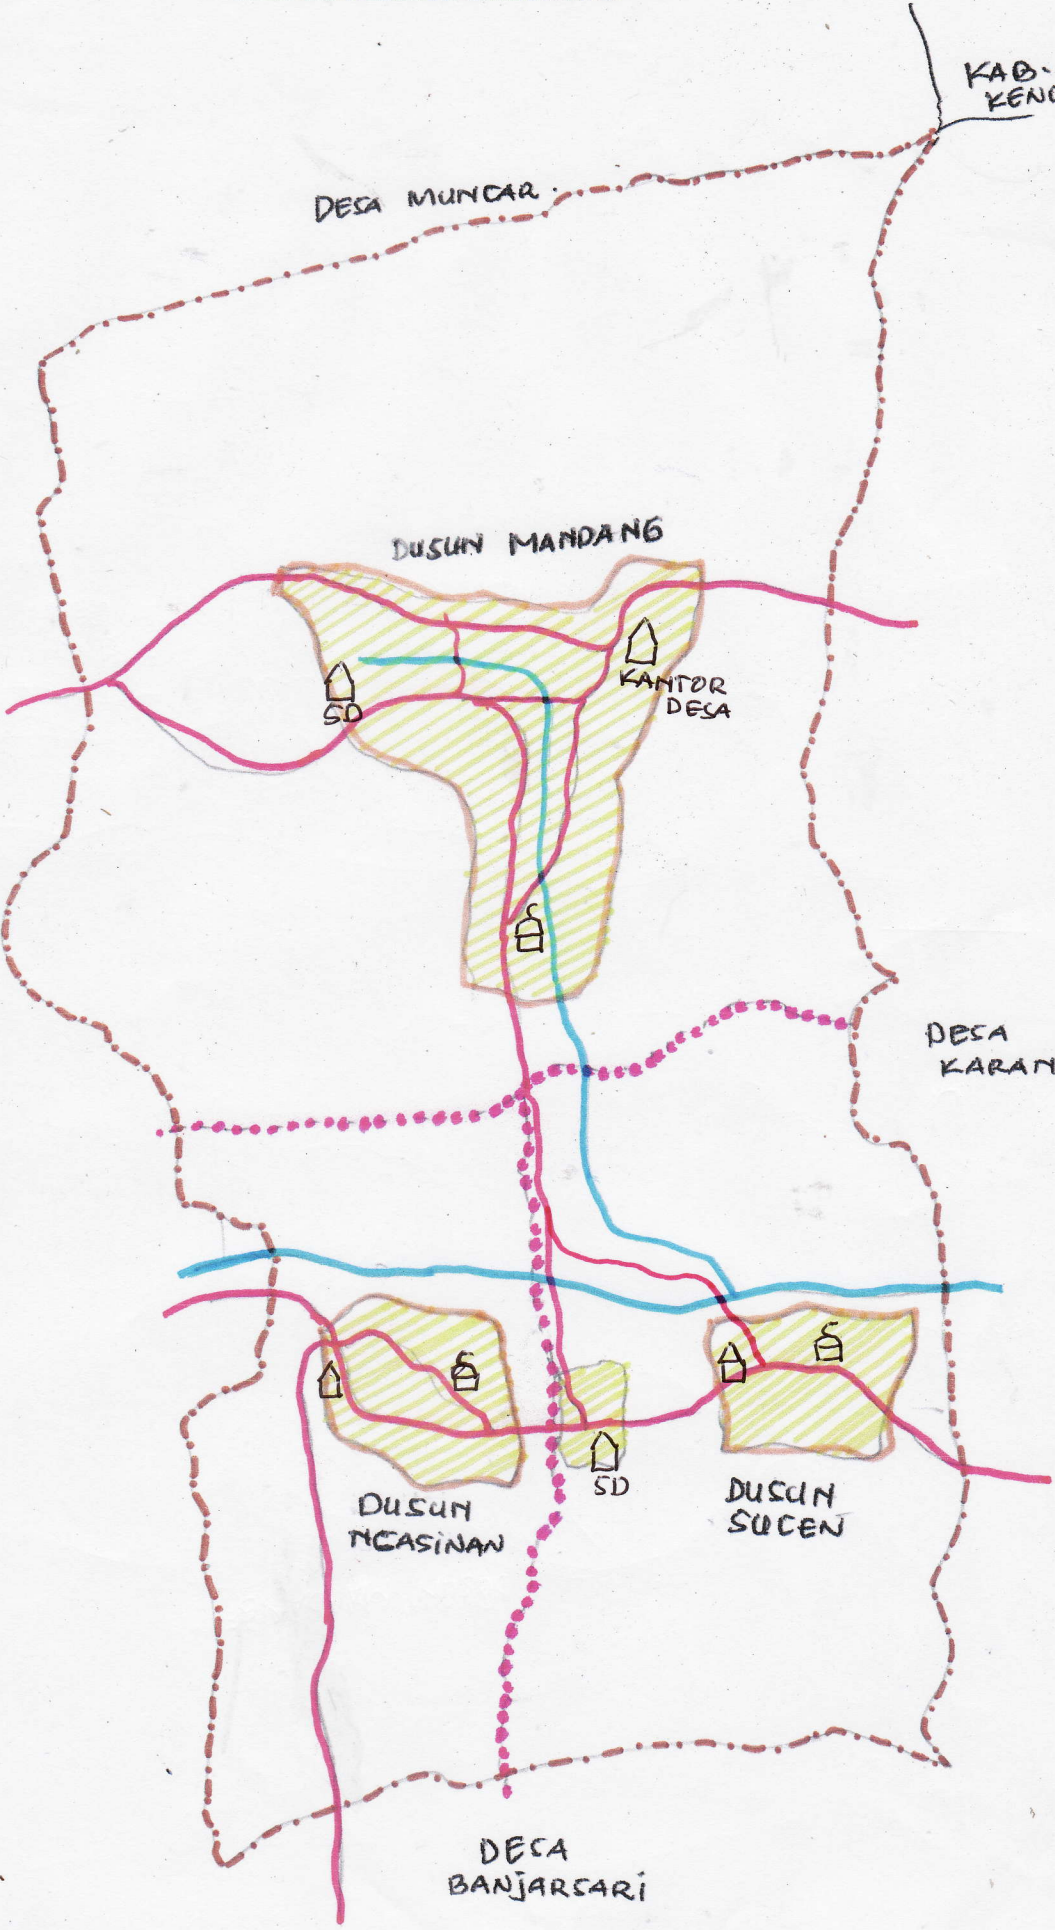 KAB.
DESA MUNCAR.
DUSUN MANDANG
KANTOR
DESA
SD
DESA
SD
DUSUN
NGASINAN
DUSUN
SUCEN
DESA
BANJARSARI